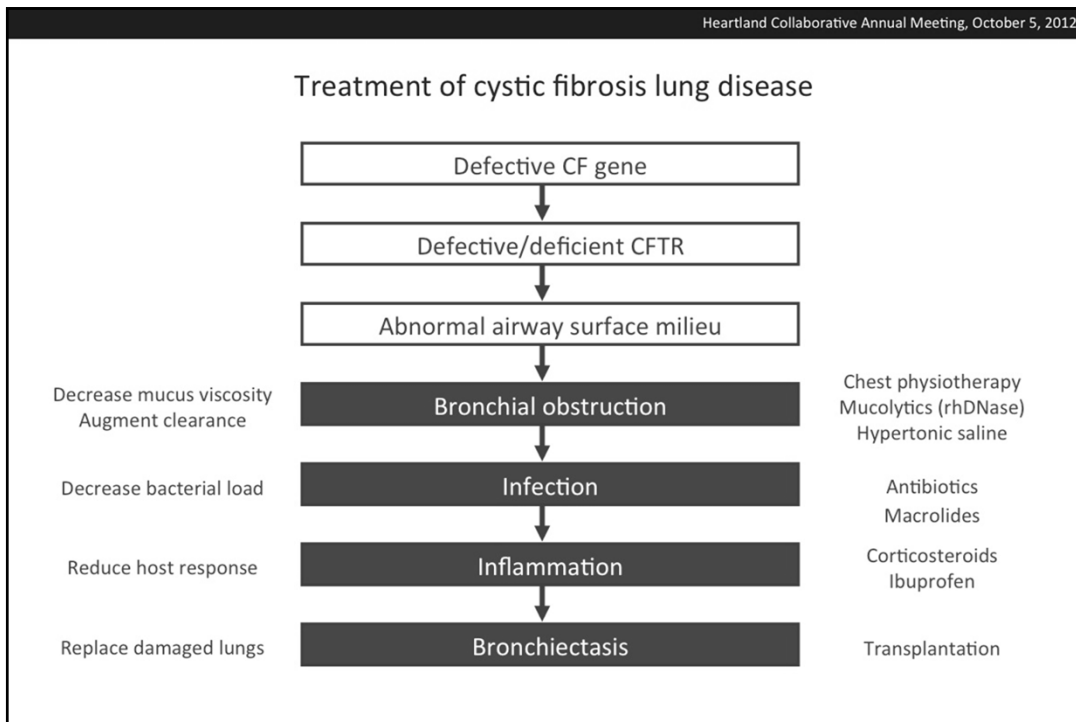 Heartland Collaborative Annual Meeting, October 5, 2012
Treatment of cystic fibrosis lung disease
Defective CF gene
Defective/deficient CFTR
Abnormal airway surface milieu
Decrease mucus viscosity
Augment clearance
Bronchial obstruction
Chest physiotherapy
Mucolytics (rhDNase)
Hypertonic saline
Decrease bacterial load
Infection
Antibiotics
Macrolides
Reduce host response
Inflammation
Corticosteroids
Ibuprofen
Replace damaged lungs
Bronchiectasis
Transplantation